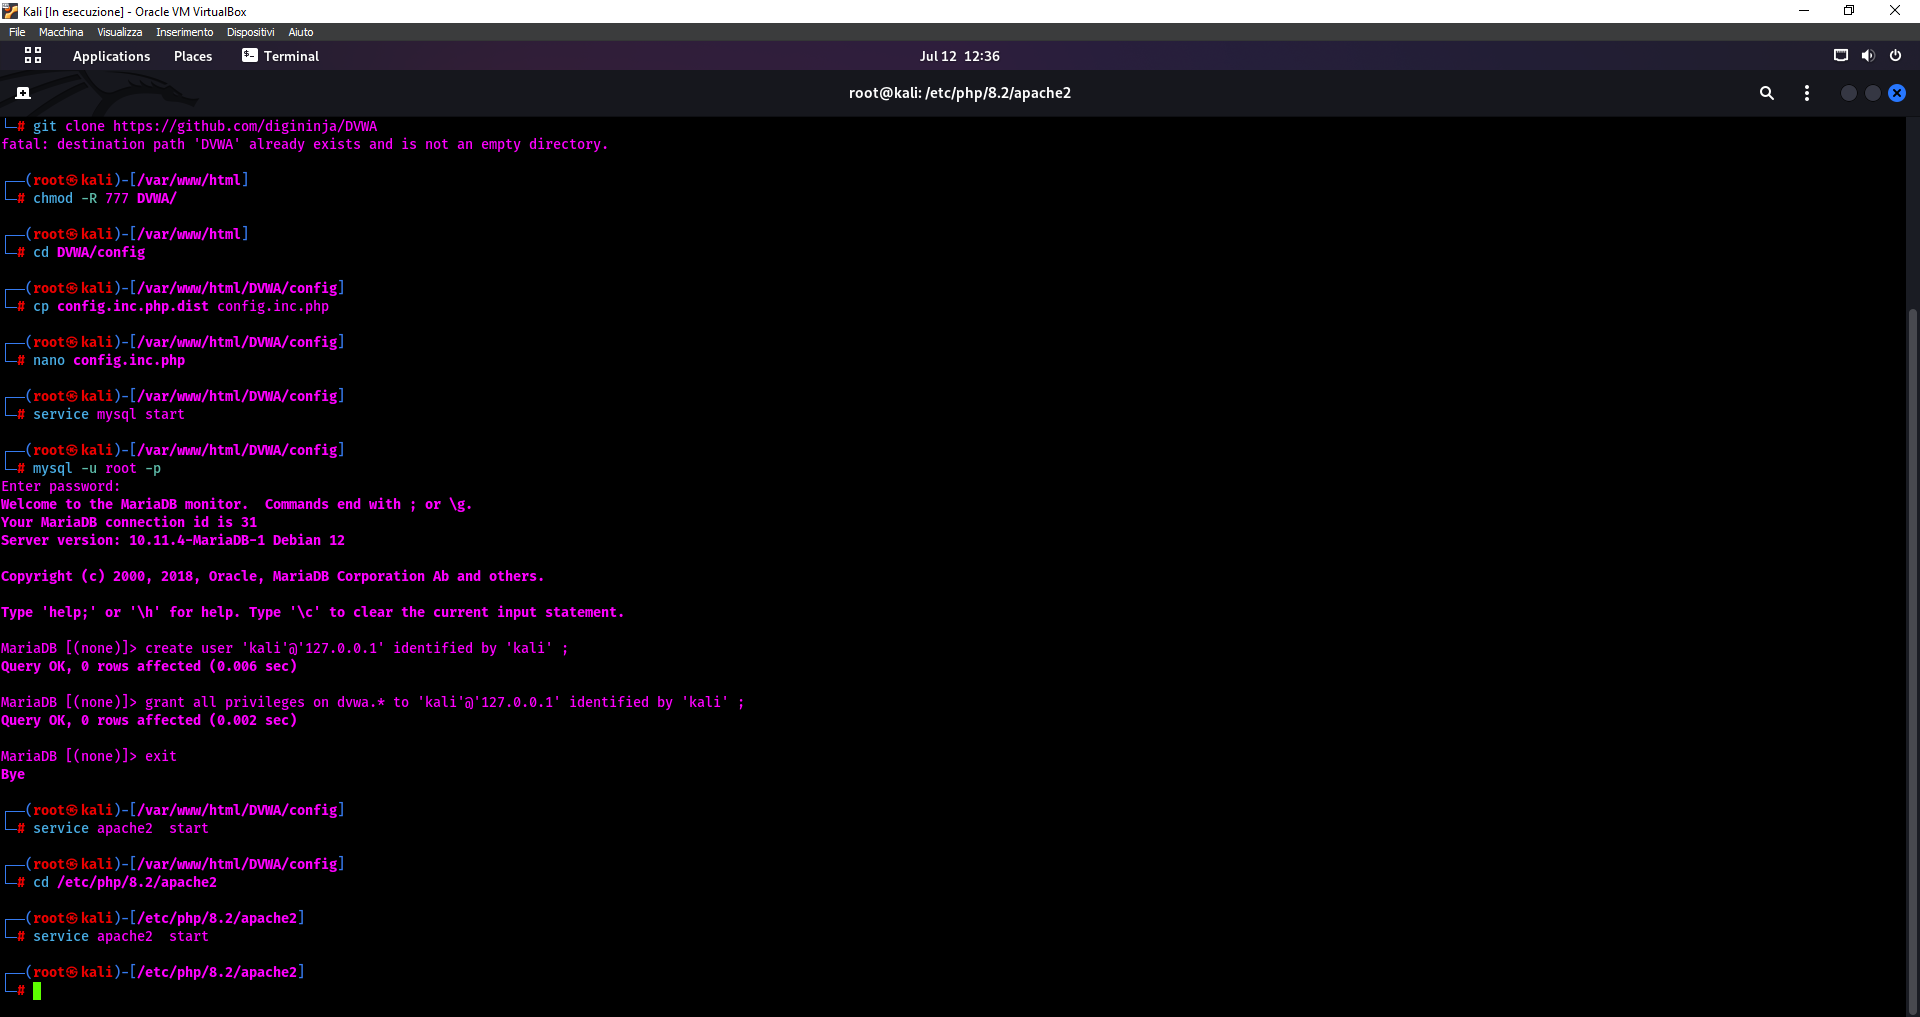 Kali [In esecuzione] - Oracle VM VirtualBox
File Macchina Visualizza Inserimento Dispositivi Aiuto
Applications Places Terminal Jul 12 12:36
root@kali: /etc/php/8.2/apache2
└─# git clone https://github.com/digininja/DVWA
fatal: destination path 'DVWA' already exists and is not an empty directory.
┌──(root㉿kali)-[/var/www/html]
└─# chmod -R 777 DVWA/
┌──(root㉿kali)-[/var/www/html]
└─# cd DVWA/config
┌──(root㉿kali)-[/var/www/html/DVWA/config]
└─# cp config.inc.php.dist config.inc.php
┌──(root㉿kali)-[/var/www/html/DVWA/config]
└─# nano config.inc.php
┌──(root㉿kali)-[/var/www/html/DVWA/config]
└─# service mysql start
┌──(root㉿kali)-[/var/www/html/DVWA/config]
└─# mysql -u root -p
Enter password:
Welcome to the MariaDB monitor.  Commands end with ; or \g.
Your MariaDB connection id is 31
Server version: 10.11.4-MariaDB-1 Debian 12
Copyright (c) 2000, 2018, Oracle, MariaDB Corporation Ab and others.
Type 'help;' or '\h' for help. Type '\c' to clear the current input statement.
MariaDB [(none)]> create user 'kali'@'127.0.0.1' identified by 'kali' ;
Query OK, 0 rows affected (0.006 sec)
MariaDB [(none)]> grant all privileges on dvwa.* to 'kali'@'127.0.0.1' identified by 'kali' ;
Query OK, 0 rows affected (0.002 sec)
MariaDB [(none)]> exit
Bye
┌──(root㉿kali)-[/var/www/html/DVWA/config]
└─# service apache2  start
┌──(root㉿kali)-[/var/www/html/DVWA/config]
└─# cd /etc/php/8.2/apache2
┌──(root㉿kali)-[/etc/php/8.2/apache2]
└─# service apache2  start
┌──(root㉿kali)-[/etc/php/8.2/apache2]
└─#